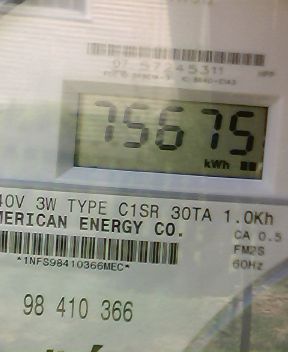 75675
kWh
40V 3W TYPE C1SR 30TA 1.0Kh
MERICAN ENERGY CO.
CA 0.5
FM2S
60Hz
*1NFS98410366MEC*
98 410 366